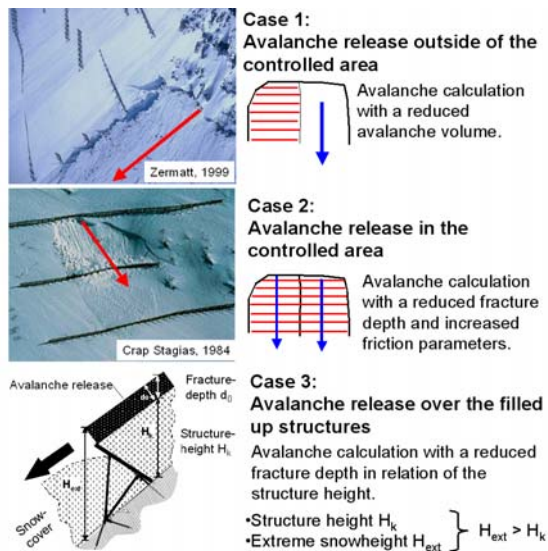 Case 1:
Avalanche release outside of the
controlled area
Avalanche calculation
with a reduced
avalanche volume.
Zermatt, 1999
Case 2:
Avalanche release in the
controlled area
Avalanche calculation
with a reduced fracture
depth and increased
friction parameters.
Crap Stagias, 1984
Case 3:
Avalanche release over the filled
up structures
Avalanche calculation with a reduced
fracture depth in relation of the
structure height.
•Structure height Hk
•Extreme snowheight Hext
Hext > Hk
Avalanche release
Fracture-
depth d0
d0
Hk
Structure-
height Hk
Hext
Snow-
cover